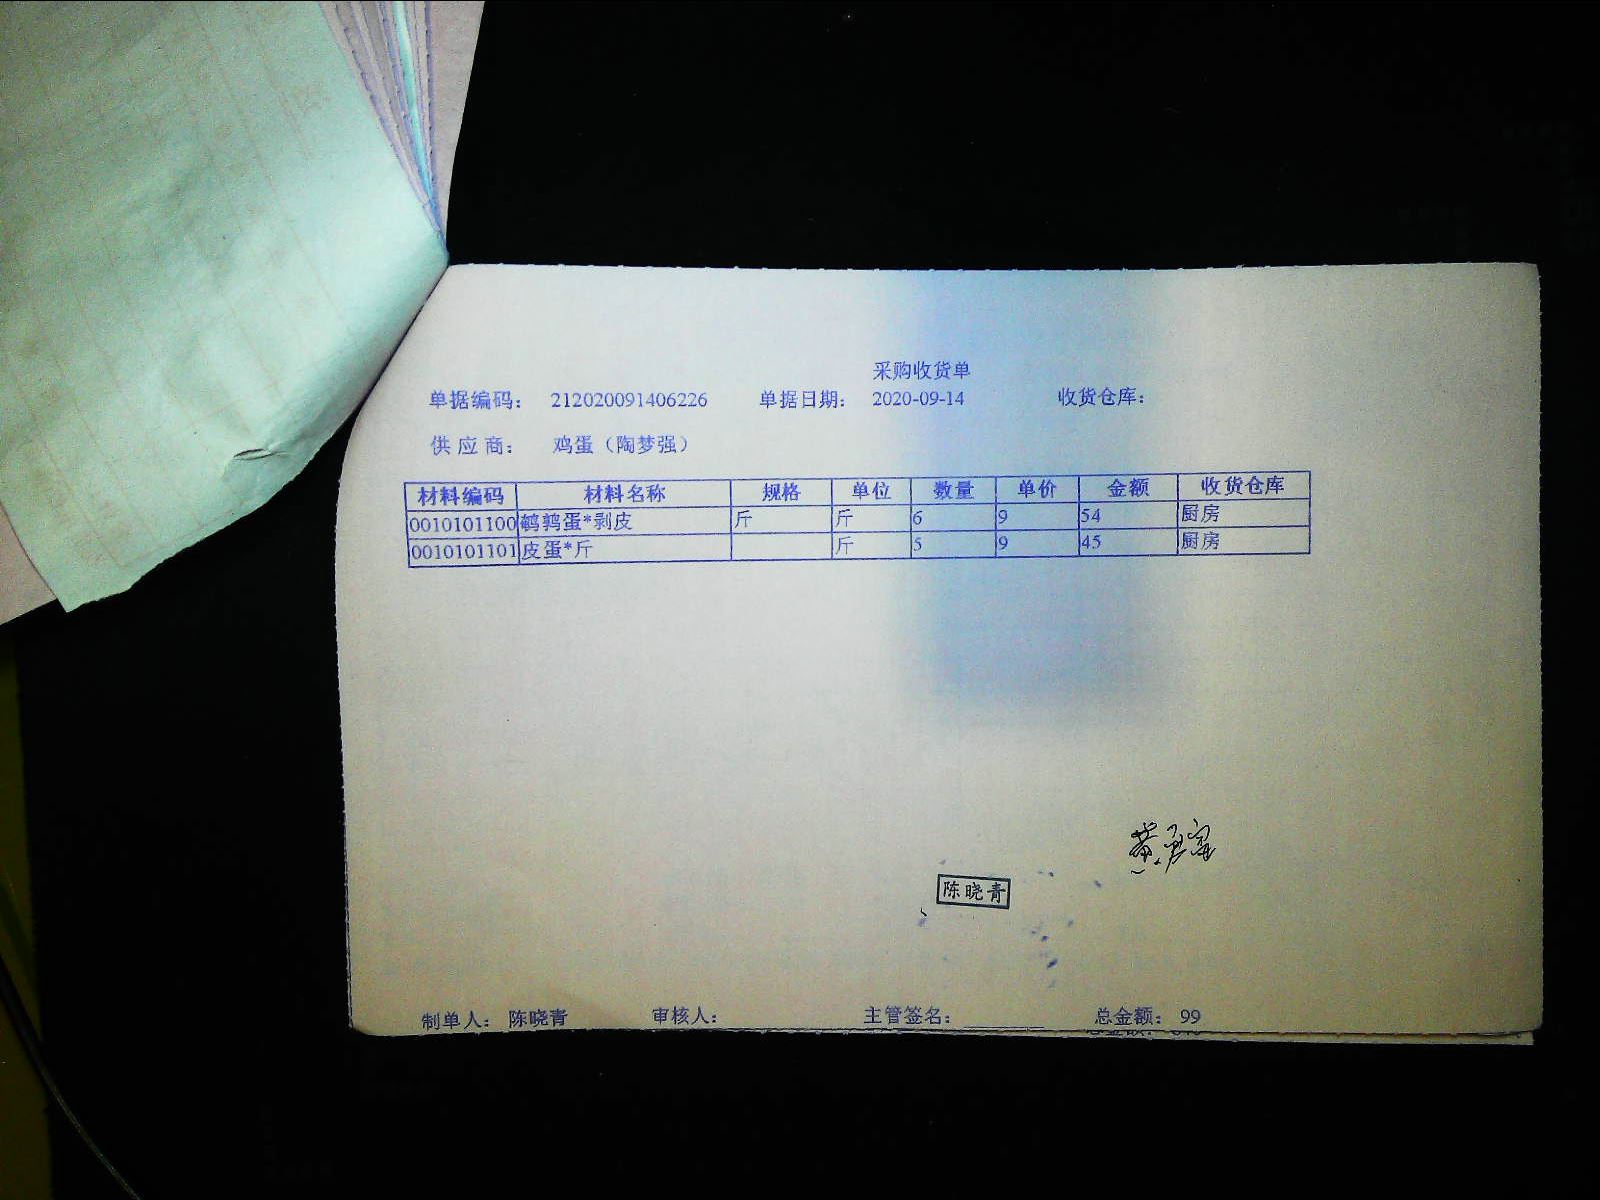 采购收货单
单据编码： 212020091406226 单据日期： 2020-09-14 收货仓库：
供 应 商： 鸡蛋（陶梦强）
材料编码 材料名称 规格 单位 数量 单价 金额 收货仓库
0010101100 鹌鹑蛋*剥皮 斤 斤 6 9 54 厨房
0010101101 皮蛋*斤 斤 5 9 45 厨房
陈晓青
制单人： 陈晓青 审核人： 主管签名： 总金额： 99